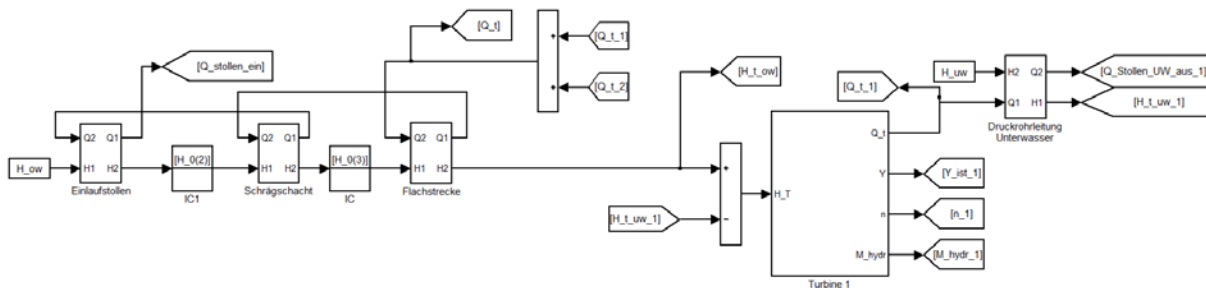 [Q_t]
[Q_t_1]
[Q_t_2]
[Q_stollen_ein]
[H_t_ow]
H_uw
H2
Q2
[Q_Stollen_UW_aus_1]
[Q_t_1]
Q1
H1
[H_t_uw_1]
Druckrohrleitung
Unterwasser
Q2
Q1
Q2
Q1
Q2
Q1
Q_t
H_ow
H1
H2
[H_0(2)]
H1
H2
[H_0(3)]
H1
H2
+
+
+
−
Einlaufstollen
IC1
Schrägschacht
IC
Flachstrecke
[H_t_uw_1]
H_T
Y
[Y_ist_1]
n
[n_1]
M_hydr
[M_hydr_1]
Turbine 1